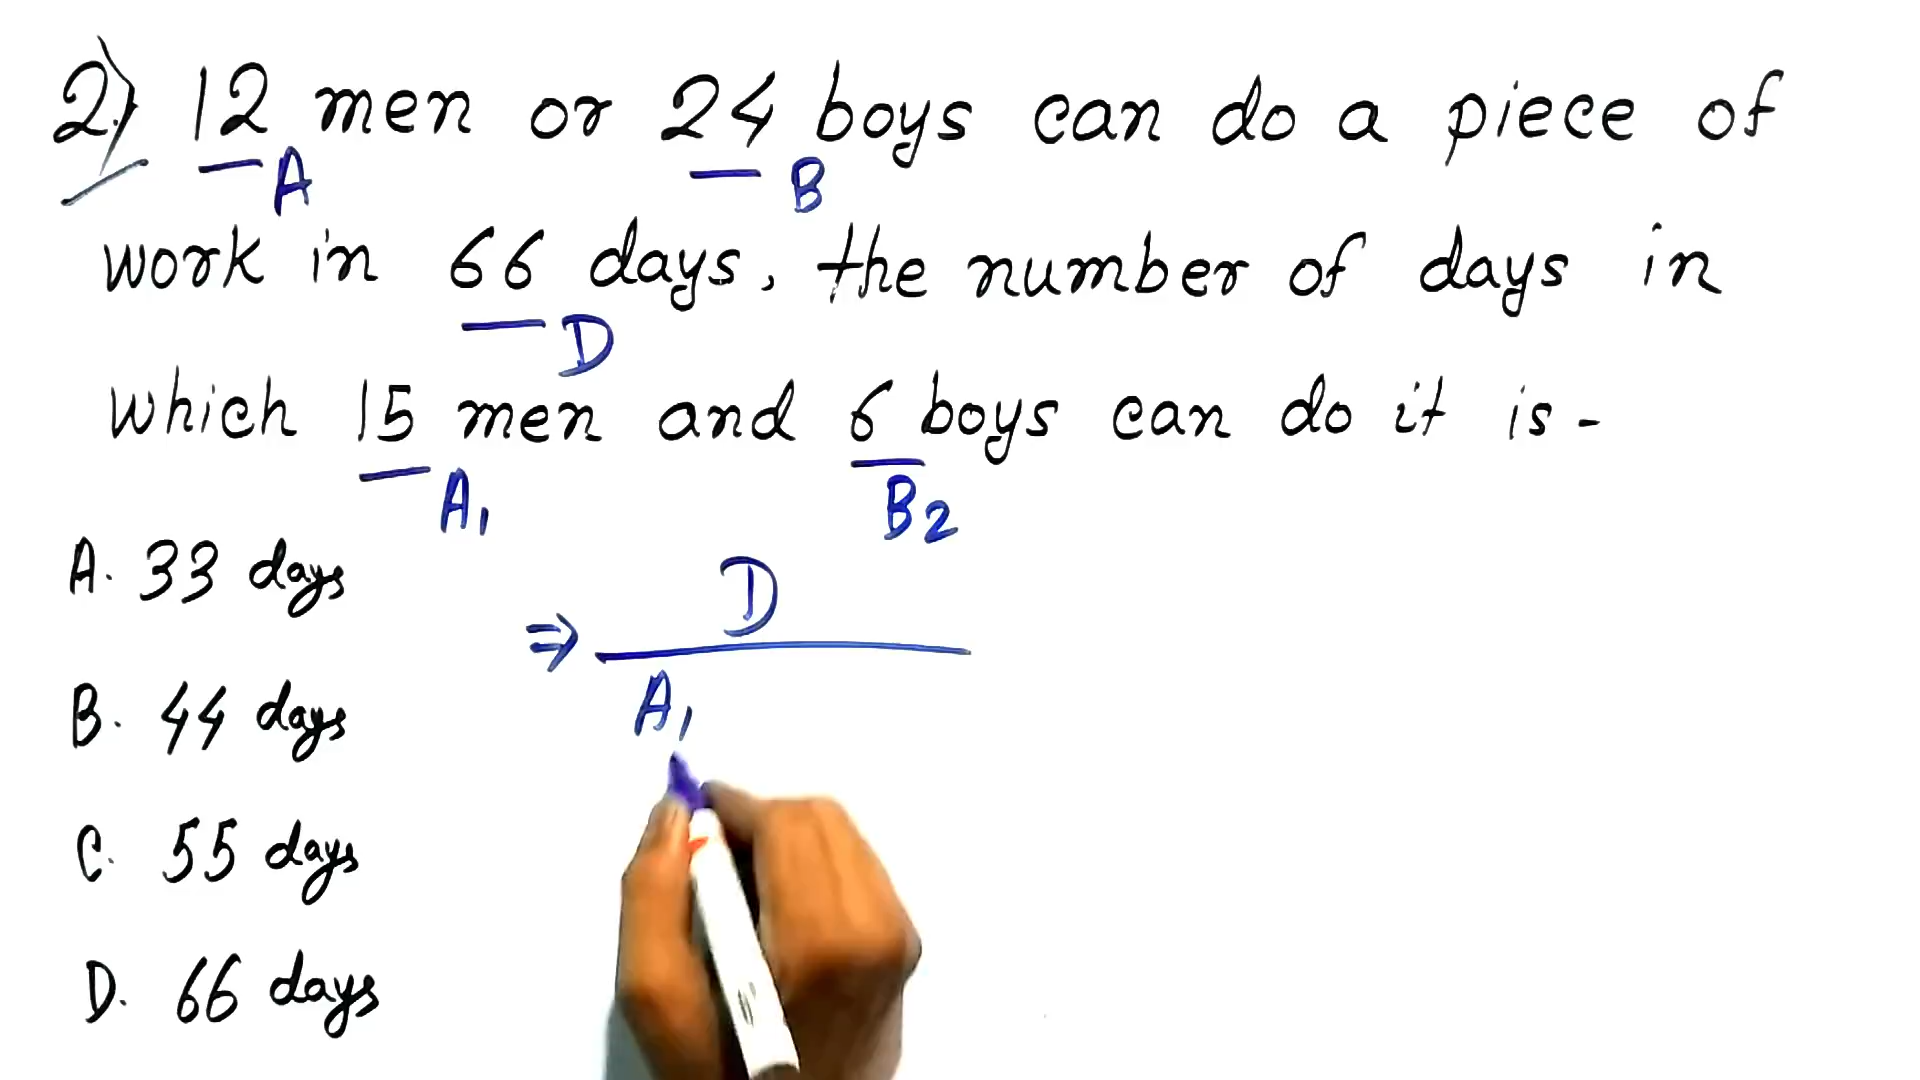 2) 12 men or 24 boys can do a piece of
A B
work in 66 days, the number of days in
D
which 15 men and 6 boys can do it is -
A1 B2
A. 33 days
B. 44 days
C. 55 days
D. 66 days
⇒ D
A1